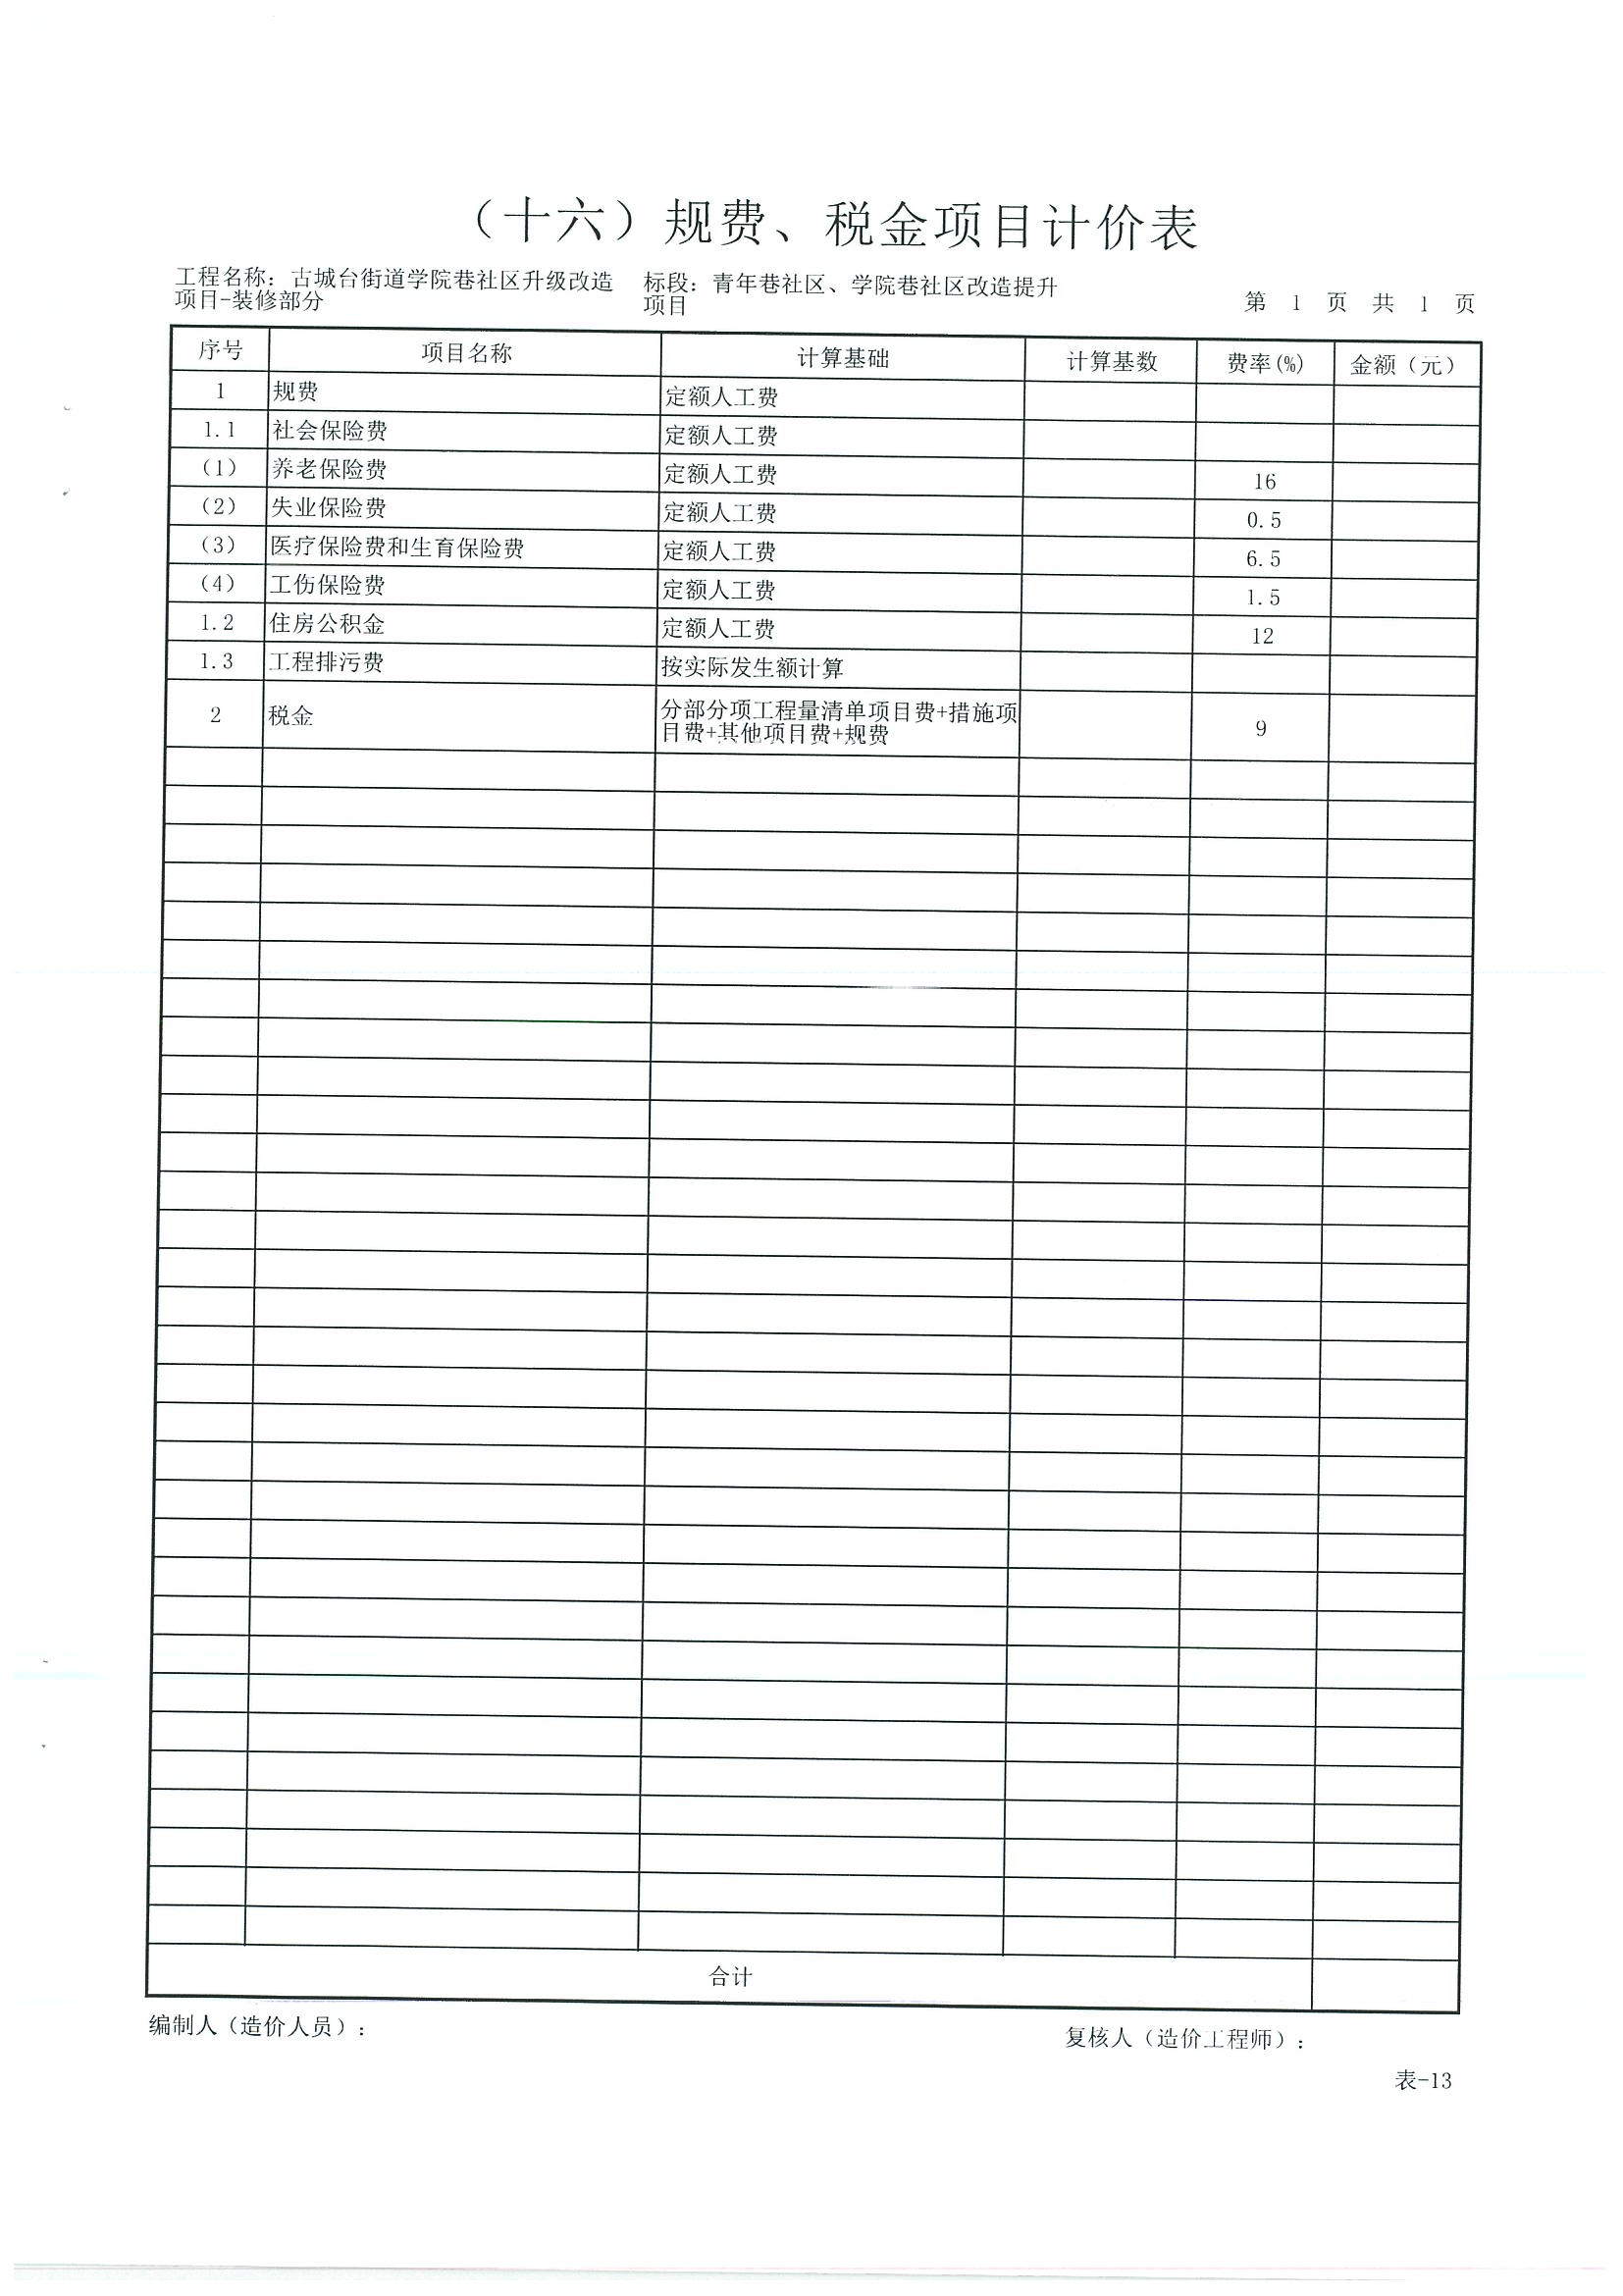 （十六）规费、税金项目计价表
工程名称：古城台街道学院巷社区升级改造 标段：青年巷社区、学院巷社区改造提升
项目-装修部分 项目 第 1 页 共 1 页
序号 项目名称 计算基础 计算基数 费率(%) 金额（元）
1 规费 定额人工费
1.1 社会保险费 定额人工费
（1） 养老保险费 定额人工费 16
（2） 失业保险费 定额人工费 0.5
（3） 医疗保险费和生育保险费 定额人工费 6.5
（4） 工伤保险费 定额人工费 1.5
1.2 住房公积金 定额人工费 12
1.3 工程排污费 按实际发生额计算
2 税金 分部分项工程量清单项目费+措施项
目费+其他项目费+规费 9
合计
编制人（造价人员）： 复核人（造价工程师）：
表-13